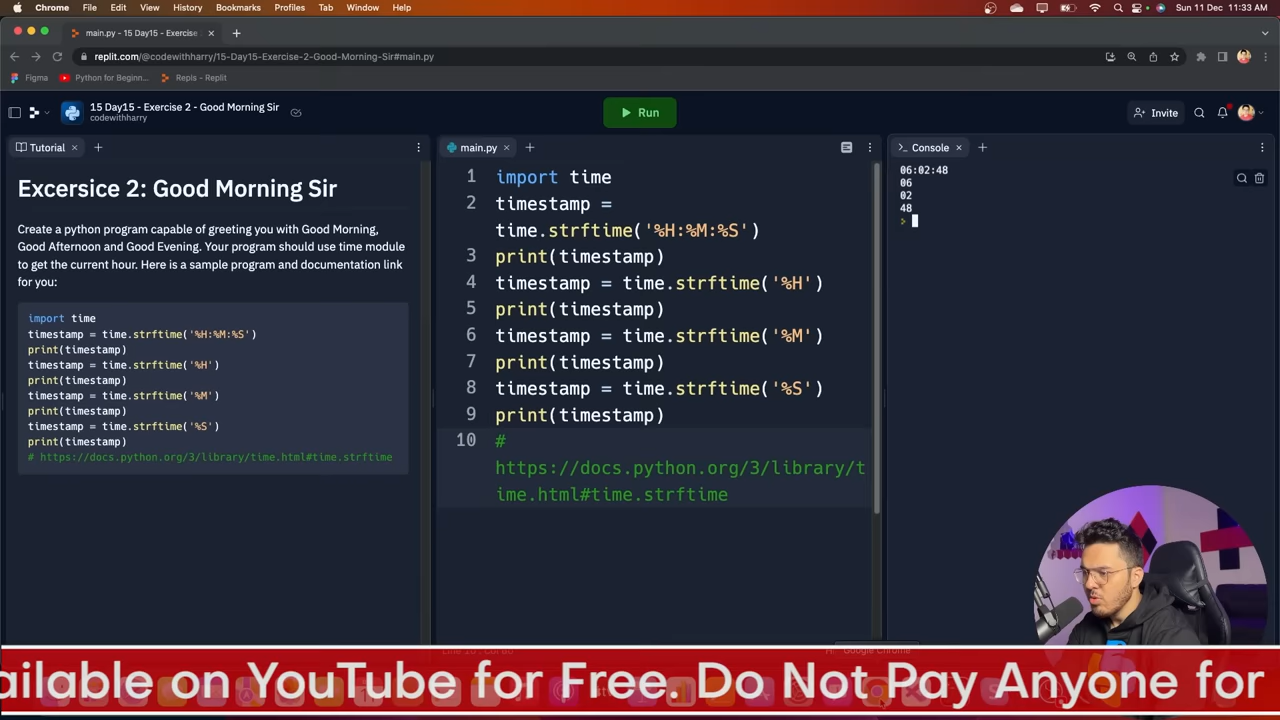 Chrome File Edit View History Bookmarks Profiles Tab Window Help Sun 11 Dec 11:33 AM
main.py - 15 Day15 - Exercise
replit.com/@codewithharry/15-Day15-Exercise-2-Good-Morning-Sir#main.py
Figma Python for Beginn... Repls - Replit
15 Day15 - Exercise 2 - Good Morning Sir
codewithharry
Run
Invite
Tutorial
Excersice 2: Good Morning Sir
Create a python program capable of greeting you with Good Morning,
Good Afternoon and Good Evening. Your program should use time module
to get the current hour. Here is a sample program and documentation link
for you:
import time
timestamp = time.strftime('%H:%M:%S')
print(timestamp)
timestamp = time.strftime('%H')
print(timestamp)
timestamp = time.strftime('%M')
print(timestamp)
timestamp = time.strftime('%S')
print(timestamp)
# https://docs.python.org/3/library/time.html#time.strftime
main.py
1 import time
2 timestamp =
time.strftime('%H:%M:%S')
3 print(timestamp)
4 timestamp = time.strftime('%H')
5 print(timestamp)
6 timestamp = time.strftime('%M')
7 print(timestamp)
8 timestamp = time.strftime('%S')
9 print(timestamp)
10 #
https://docs.python.org/3/library/t
ime.html#time.strftime
Console
06:02:48
06
02
48
>
Google Chrome
ailable on YouTube for Free. Do Not Pay Anyone for